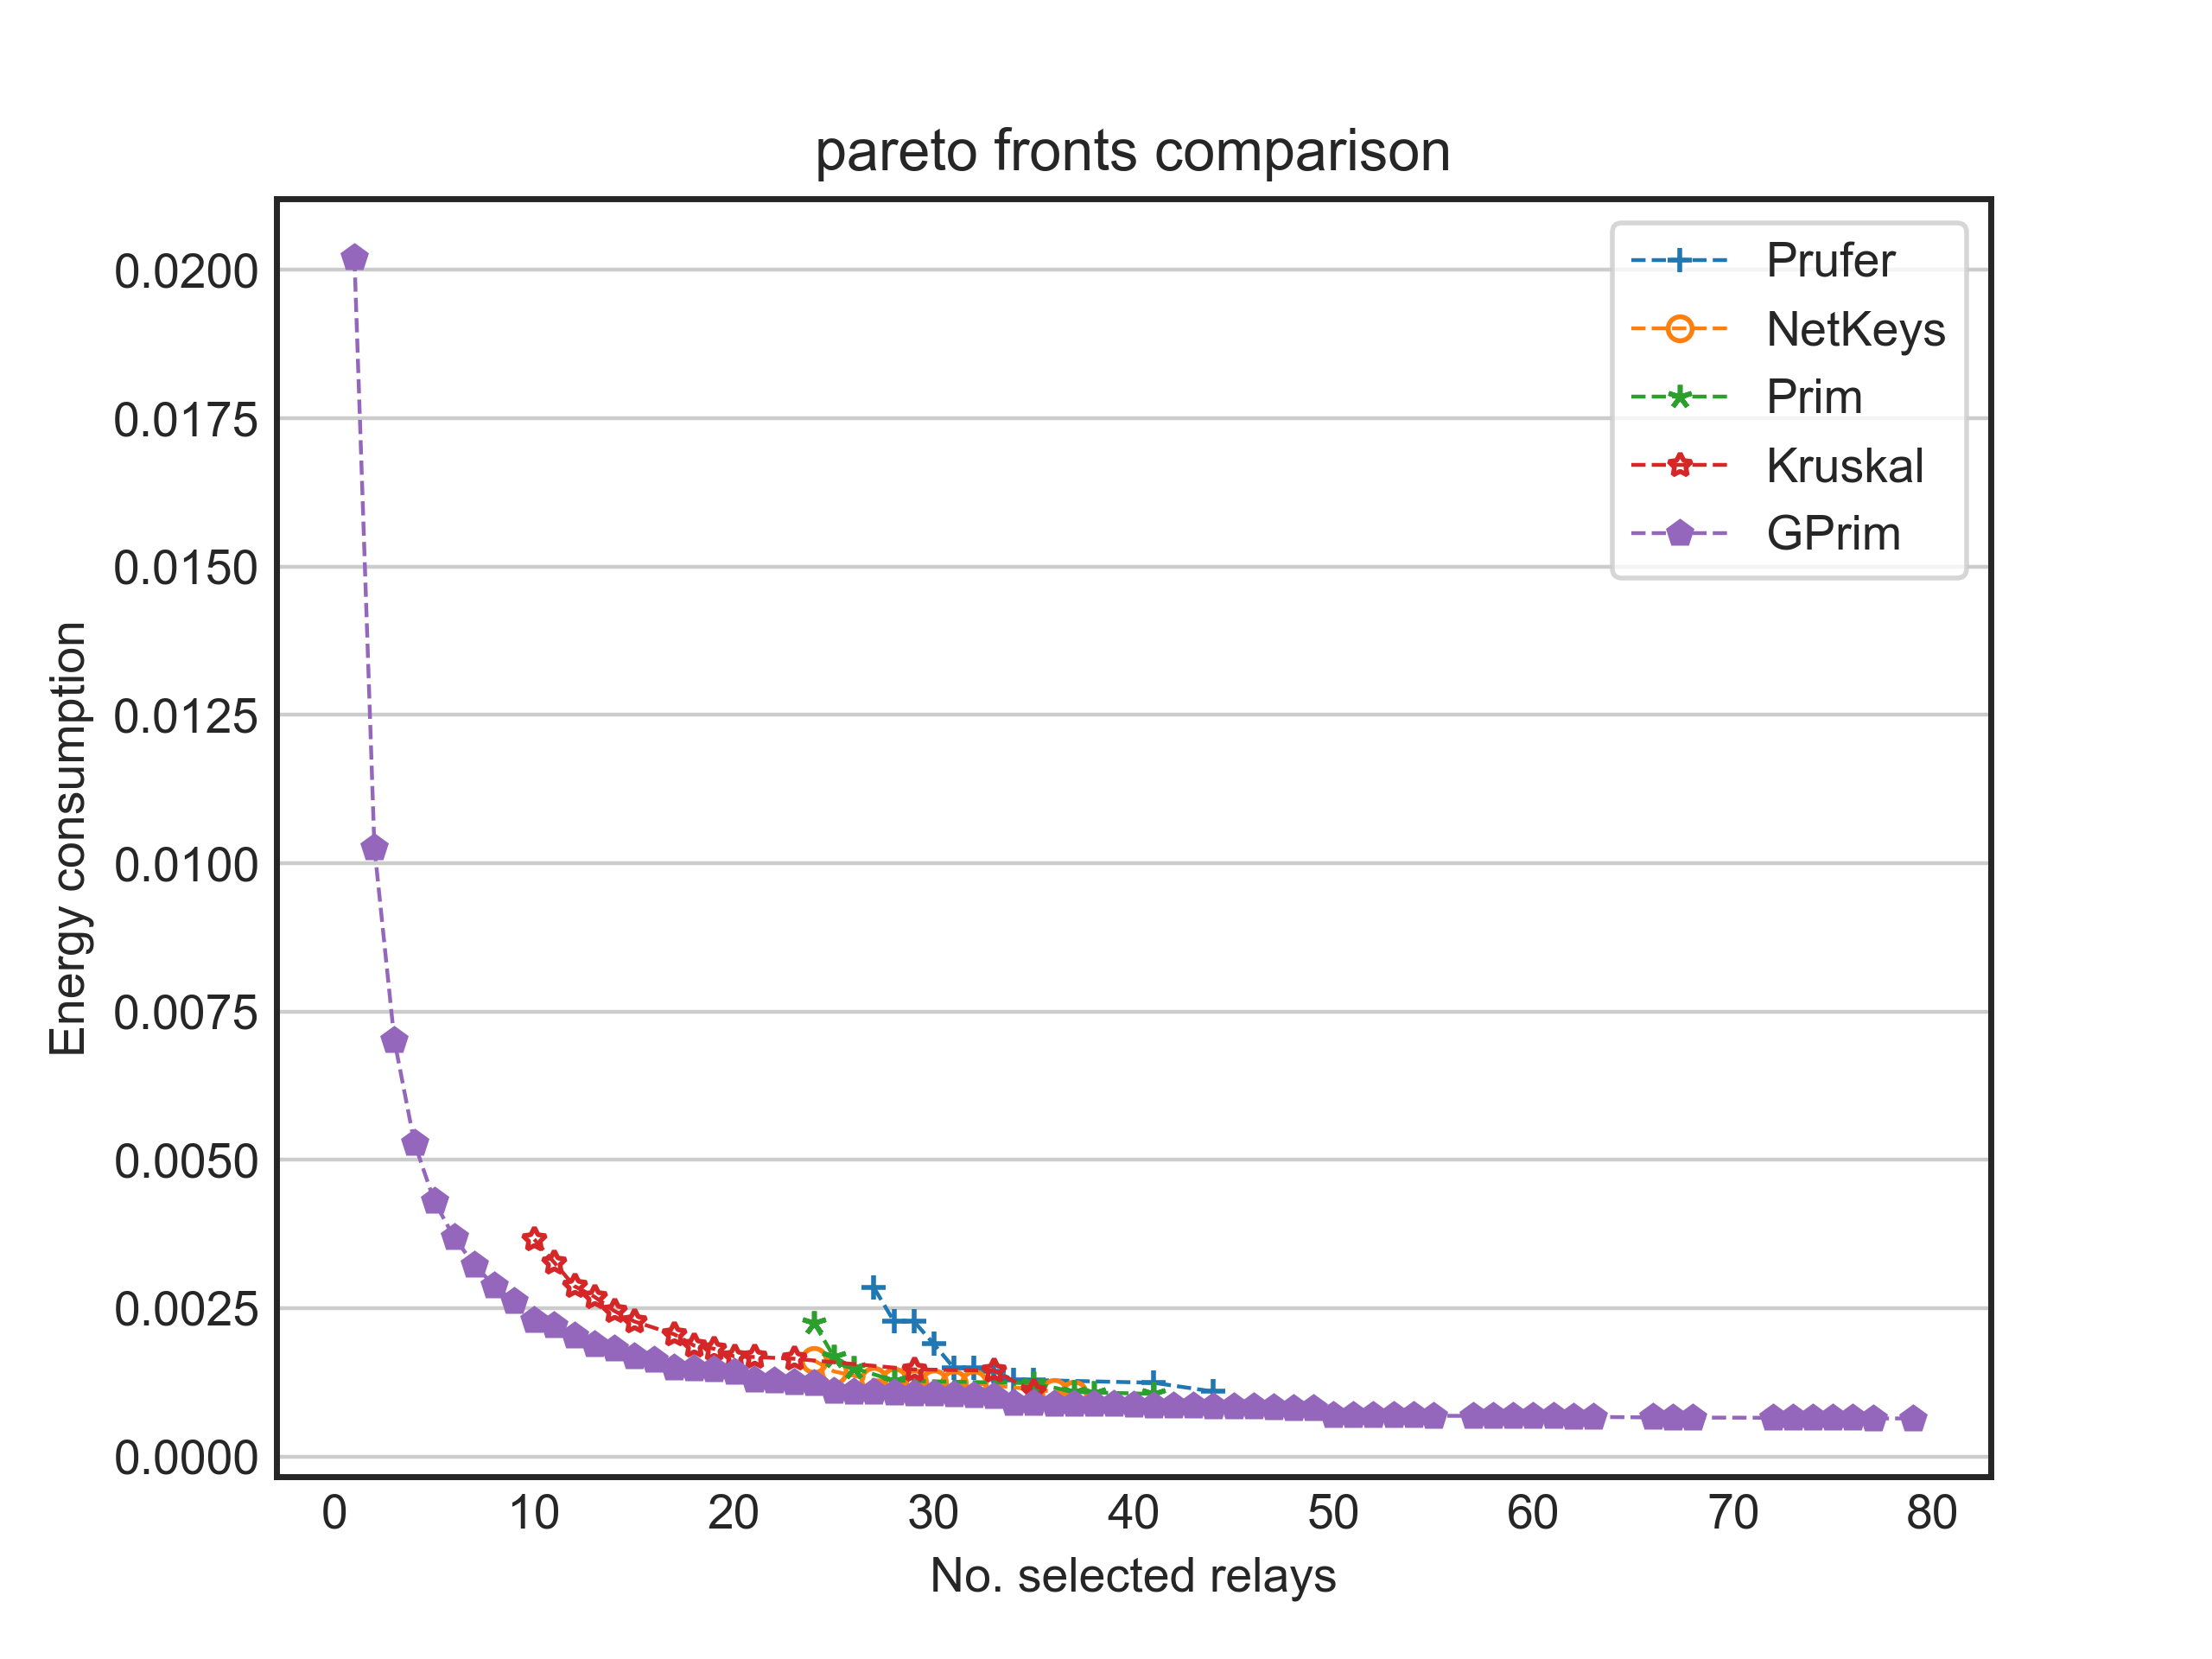 pareto fronts comparison
Prufer
NetKeys
Prim
Kruskal
GPrim
Energy consumption
0.0200
0.0175
0.0150
0.0125
0.0100
0.0075
0.0050
0.0025
0.0000
0 10 20 30 40 50 60 70 80
No. selected relays